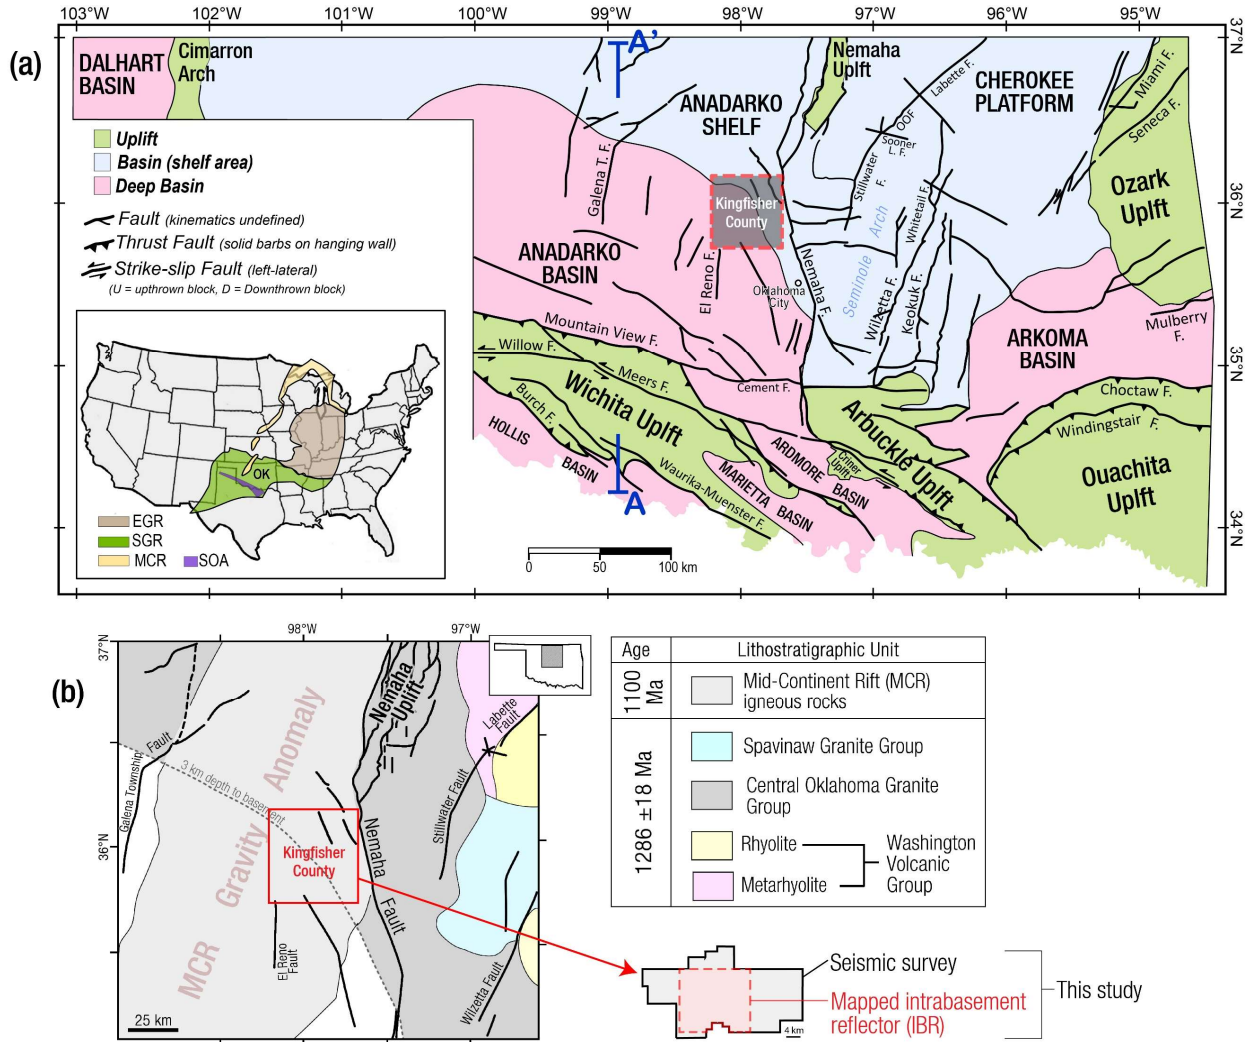 103°W 102°W 101°W 100°W 99°W 98°W 97°W 96°W 95°W
37°N
36°N
35°N
34°N
(a)
DALHART
BASIN
Cimarron
Arch
A'
Nemaha
Uplft
Labette F.
CHEROKEE
PLATFORM
Miami F.
Seneca F.
ANADARKO
SHELF
OOF
Sooner
L. F.
Stillwater
F.
Whitetail F.
Ozark
Uplft
Galena T. F.
Kingfisher
County
Seminole Arch
ANADARKO
BASIN
El Reno F.
Oklahoma
City
Nemaha F.
Wilzetta F.
Keokuk F.
Mulberry
F.
ARKOMA
BASIN
Mountain View F.
Willow F.
Meers F.
Cement F.
Choctaw F.
Windingstair F.
Burch F.
Wichita Uplft
Arbuckle Uplft
Ouachita
Uplft
HOLLIS
BASIN
ARDMORE
BASIN
Criner
Uplift
MARIETTA
BASIN
Waurika-Muenster F.
A
0 50 100 km
Uplift
Basin (shelf area)
Deep Basin
Fault (kinematics undefined)
Thrust Fault (solid barbs on hanging wall)
Strike-slip Fault (left-lateral)
(U = upthrown block, D = Downthrown block)
OK
EGR
SGR
MCR SOA
(b)
98°W 97°W
37°N
36°N
Nemaha
Uplift
Labette
Fault
Galena Township Fault
3 km depth to basement
MCR Gravity Anomaly
Stillwater Fault
Kingfisher
County
Nemaha Fault
El Reno
Fault
Wilzetta Fault
25 km
Age Lithostratigraphic Unit
1100
Ma
Mid-Continent Rift (MCR)
igneous rocks
1286 ±18 Ma
Spavinaw Granite Group
Central Oklahoma Granite
Group
Rhyolite
Metarhyolite
Washington
Volcanic
Group
Seismic survey
Mapped intrabasement
reflector (IBR)
This study
4 km